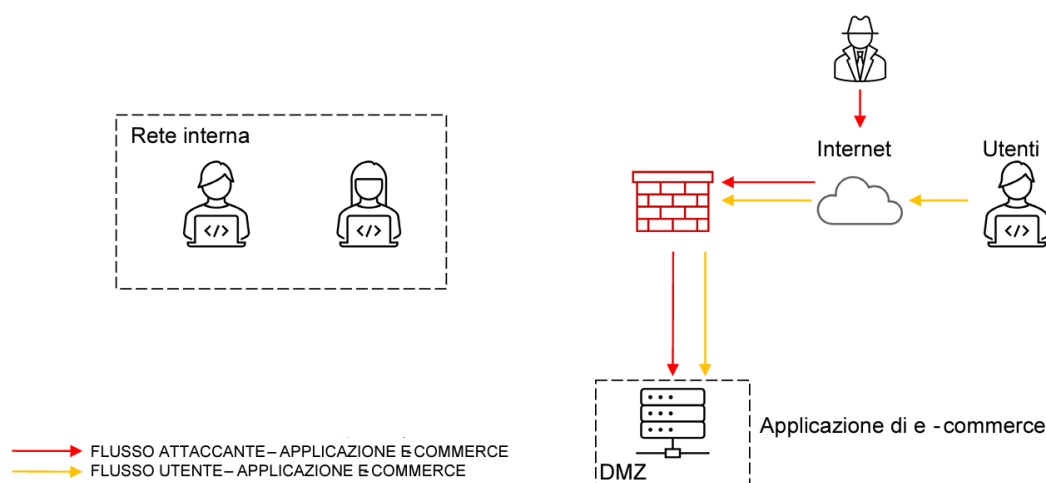 Rete interna
Internet
Utenti
</>
</>
</>
Applicazione di e -commerce
DMZ
FLUSSO ATTACCANTE – APPLICAZIONE E-COMMERCE
FLUSSO UTENTE – APPLICAZIONE E-COMMERCE